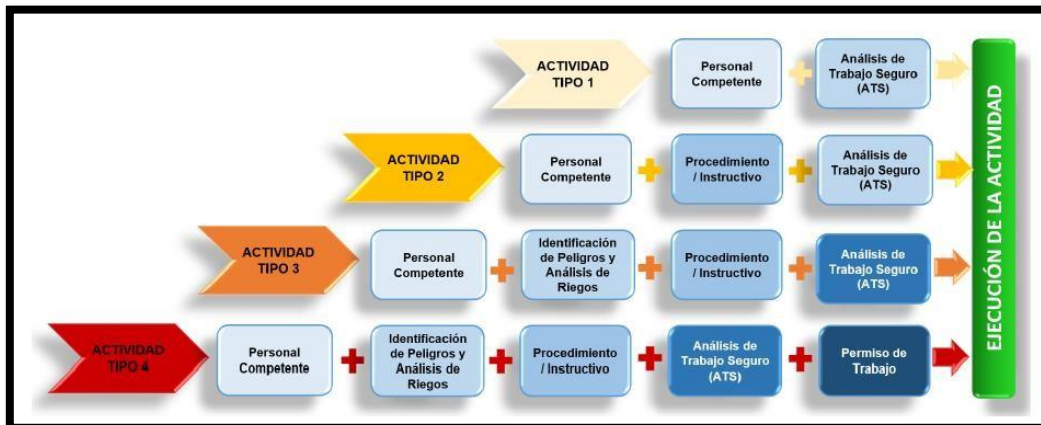 ACTIVIDAD
TIPO 1
Personal
Competente
Análisis de
Trabajo Seguro
(ATS)
ACTIVIDAD
TIPO 2
Personal
Competente
Procedimiento
/ Instructivo
Análisis de
Trabajo Seguro
(ATS)
ACTIVIDAD
TIPO 3
Personal
Competente
Identificación
de Peligros y
Análisis de
Riegos
Procedimiento
/ Instructivo
Análisis de
Trabajo Seguro
(ATS)
ACTIVIDAD
TIPO 4
Personal
Competente
Identificación
de Peligros y
Análisis de
Riegos
Procedimiento
/ Instructivo
Análisis de
Trabajo Seguro
(ATS)
Permiso de
Trabajo
EJECUCIÓN DE LA ACTIVIDAD